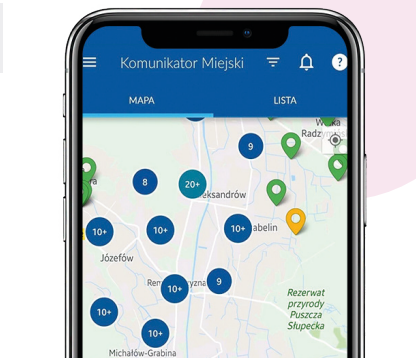 Komunikator Miejski
?
MAPA
LISTA
9
8
20+
10+
10+
10+
Józefów
10+
9
Rezerwat
przyrody
Puszcza
Słupecka
10+
10+
Michałów-Grabina